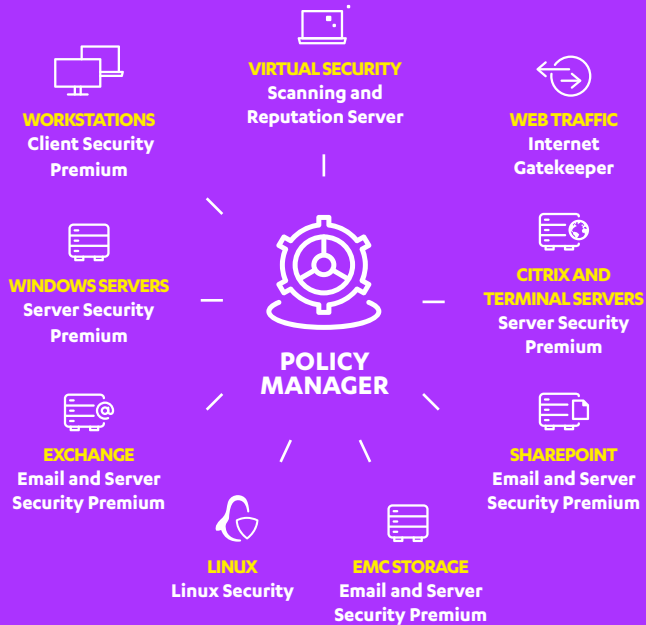 VIRTUAL SECURITY
Scanning and
Reputation Server
WORKSTATIONS
Client Security
Premium
WEB TRAFFIC
Internet
Gatekeeper
WINDOWS SERVERS
Server Security
Premium
CITRIX AND
TERMINAL SERVERS
Server Security
Premium
POLICY
MANAGER
EXCHANGE
Email and Server
Security Premium
@
SHAREPOINT
Email and Server
Security Premium
LINUX
Linux Security
EMC STORAGE
Email and Server
Security Premium